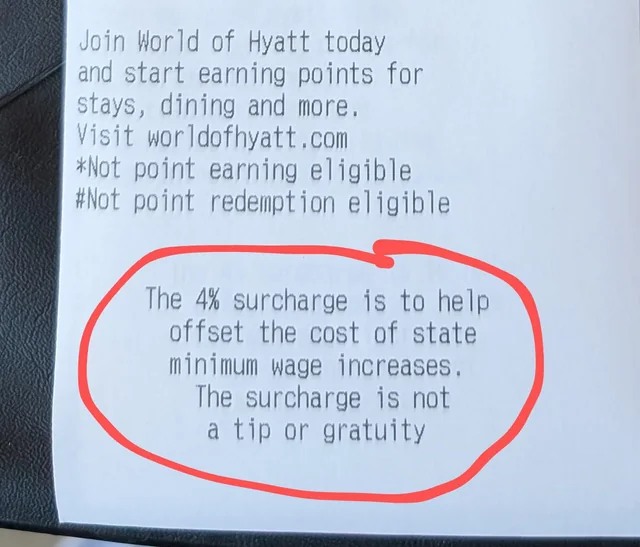 Join World of Hyatt today
and start earning points for
stays, dining and more.
Visit worldofhyatt.com
*Not point earning eligible
#Not point redemption eligible
The 4% surcharge is to help
offset the cost of state
minimum wage increases.
The surcharge is not
a tip or gratuity